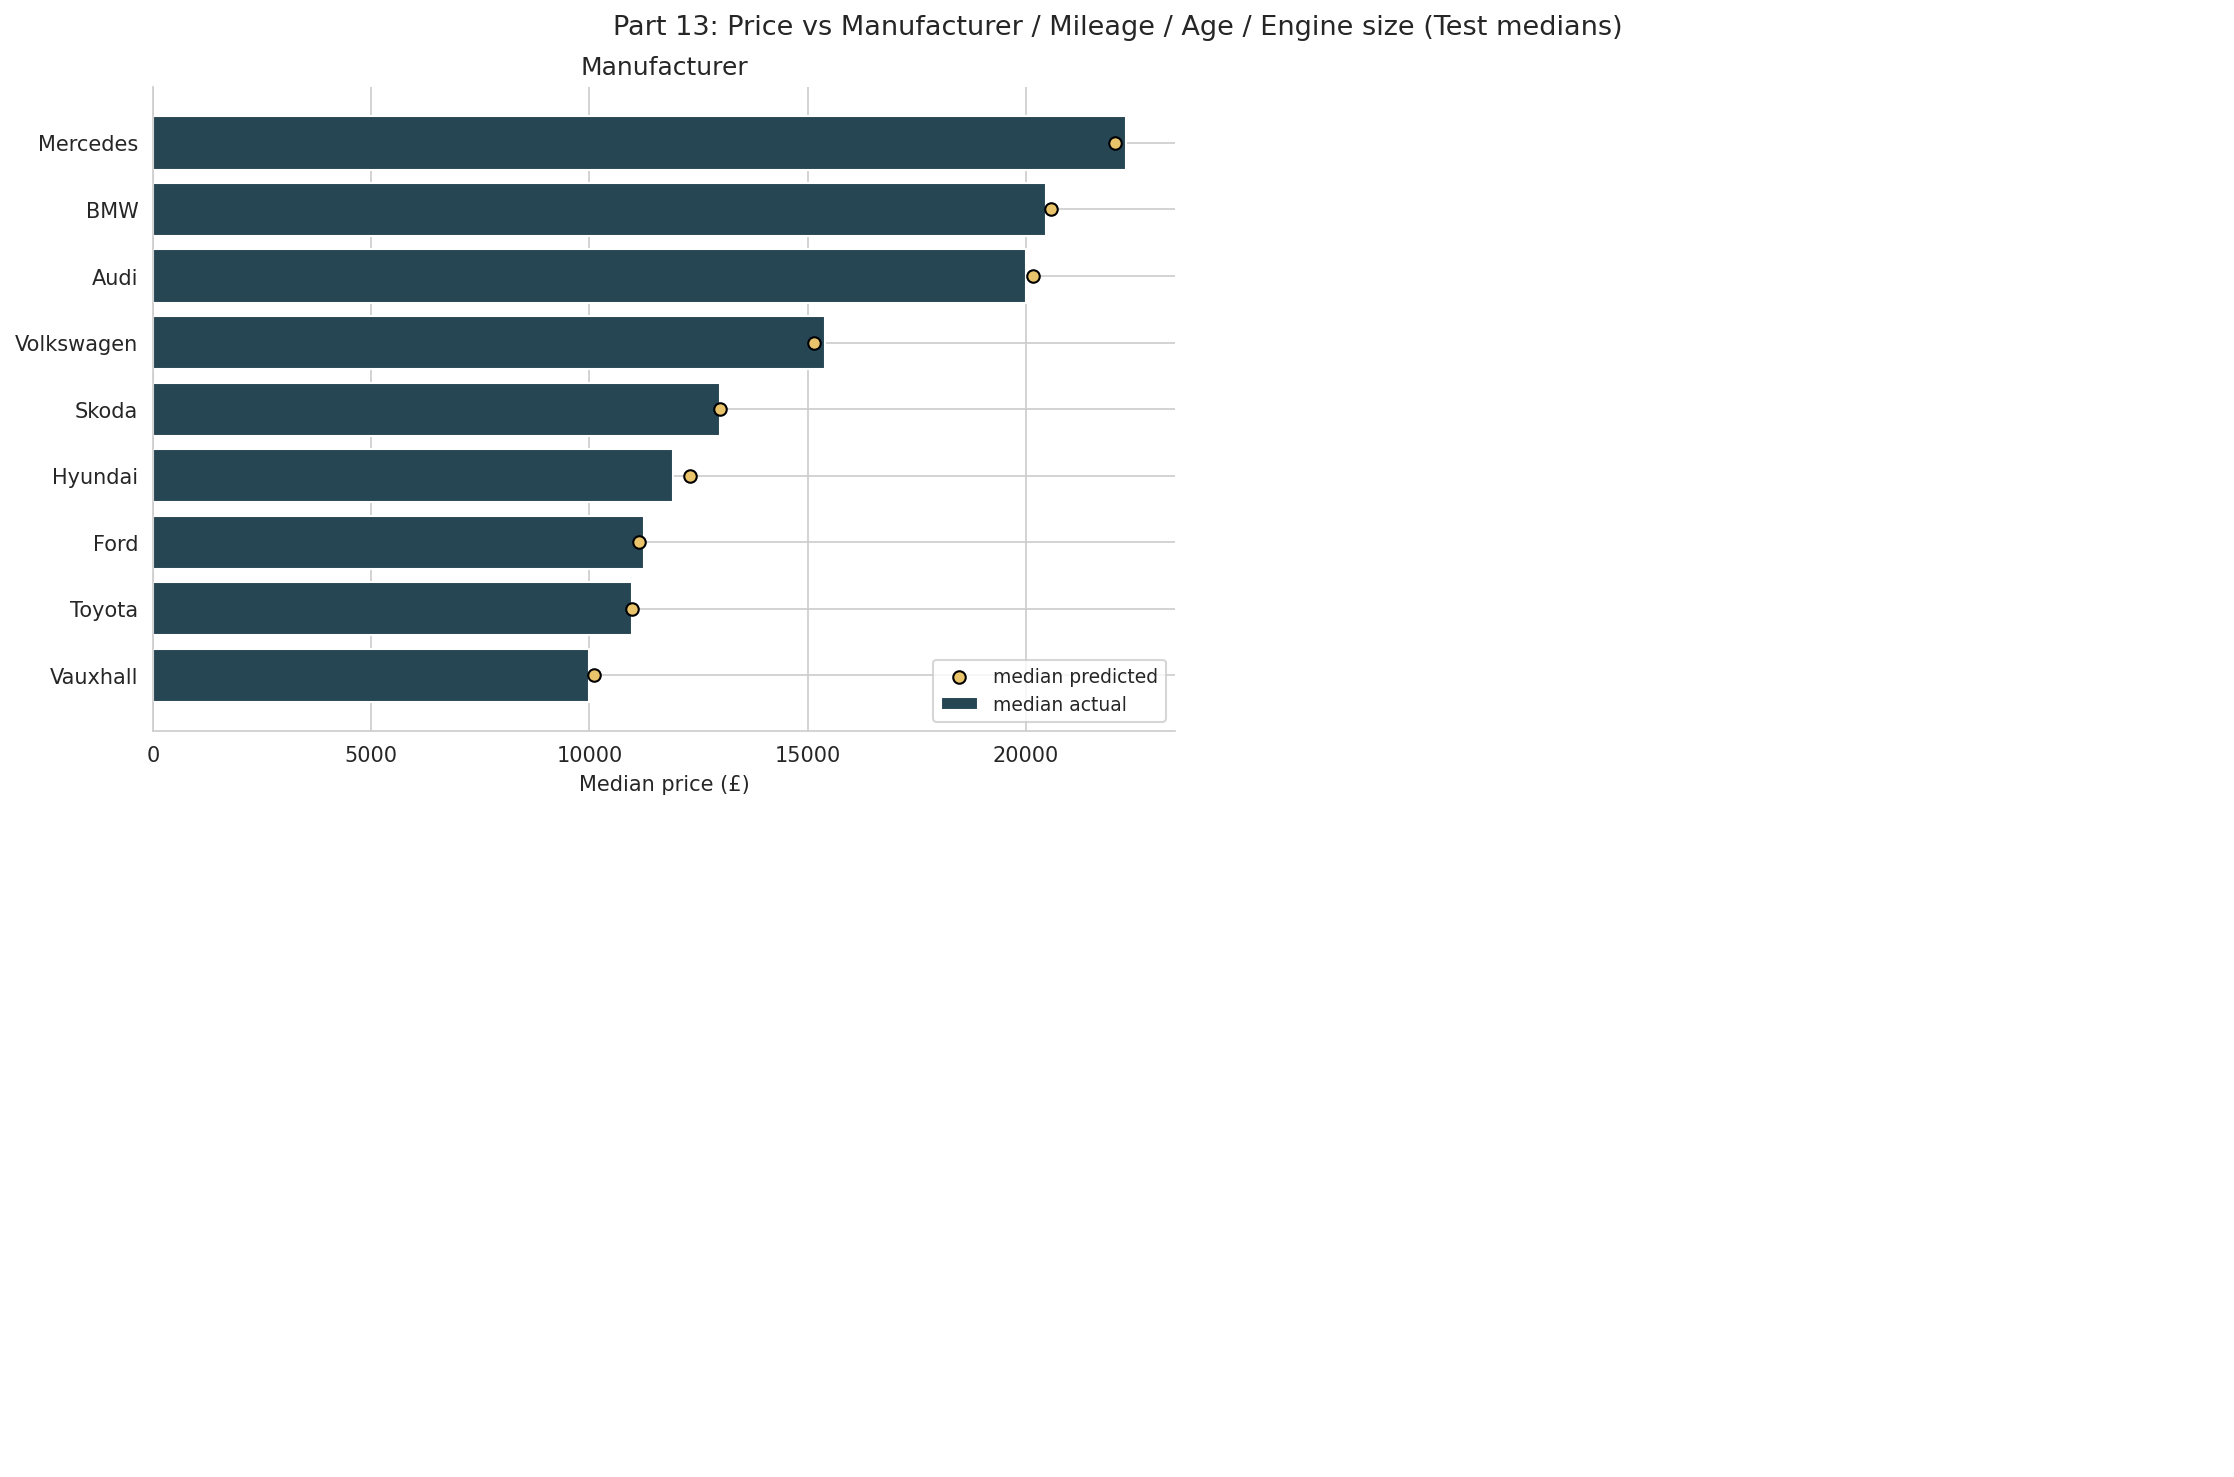 Part 13: Price vs Manufacturer / Mileage / Age / Engine size (Test medians)
Manufacturer
Mercedes
BMW
Audi
Volkswagen
Skoda
Hyundai
Ford
Toyota
Vauxhall
median predicted
median actual
0 5000 10000 15000 20000
Median price (£)